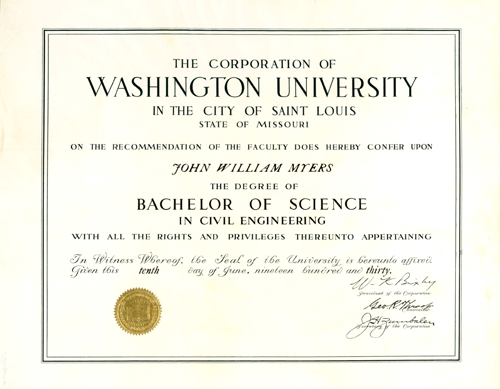 THE CORPORATION OF
WASHINGTON UNIVERSITY
IN THE CITY OF SAINT LOUIS
STATE OF MISSOURI
ON THE RECOMMENDATION OF THE FACULTY DOES HEREBY CONFER UPON
JOHN WILLIAM MYERS
THE DEGREE OF
BACHELOR OF SCIENCE
IN CIVIL ENGINEERING
WITH ALL THE RIGHTS AND PRIVILEGES THEREUNTO APPERTAINING
In Witness Whereof, the Seal of the University is hereunto affixed.
Given this tenth day of June, nineteen hundred and thirty.
W. K. Bixby
President of the Corporation
Geo. R. Throop
of the Corporation